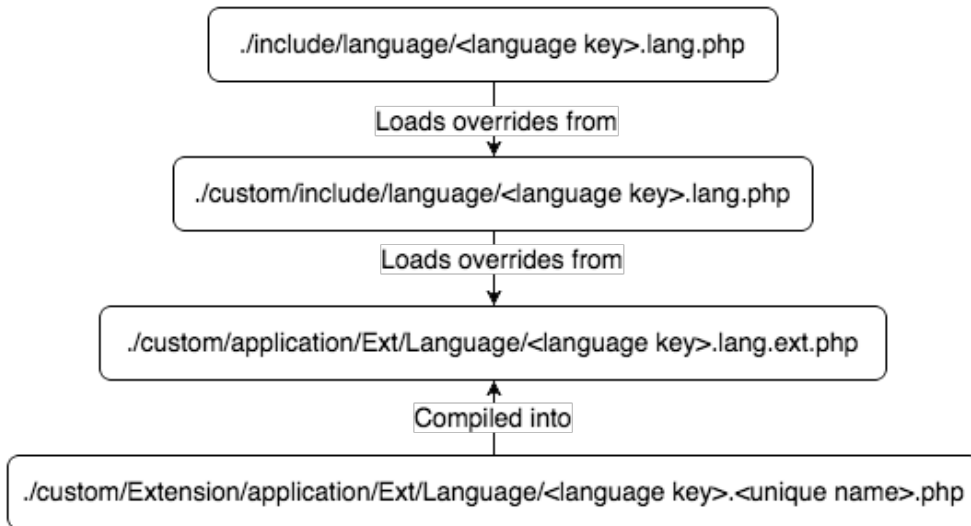 ./include/language/<language key>.lang.php
Loads overrides from
./custom/include/language/<language key>.lang.php
Loads overrides from
./custom/application/Ext/Language/<language key>.lang.ext.php
Compiled into
./custom/Extension/application/Ext/Language/<language key>.<unique name>.php